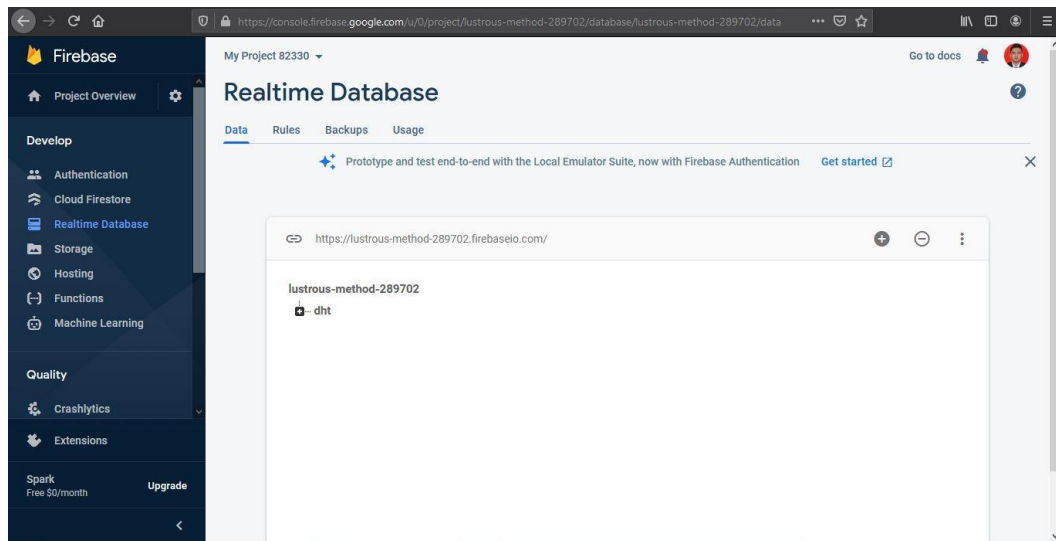 https://console.firebase.google.com/u/0/project/lustrous-method-289702/database/lustrous-method-289702/data
Firebase
Project Overview
Develop
Authentication
Cloud Firestore
Realtime Database
Storage
Hosting
Functions
Machine Learning
Quality
Crashlytics
Extensions
Spark
Free $0/month
Upgrade
My Project 82330
Go to docs
Realtime Database
Data Rules Backups Usage
Prototype and test end-to-end with the Local Emulator Suite, now with Firebase Authentication Get started
https://lustrous-method-289702.firebaseio.com/
lustrous-method-289702
dht